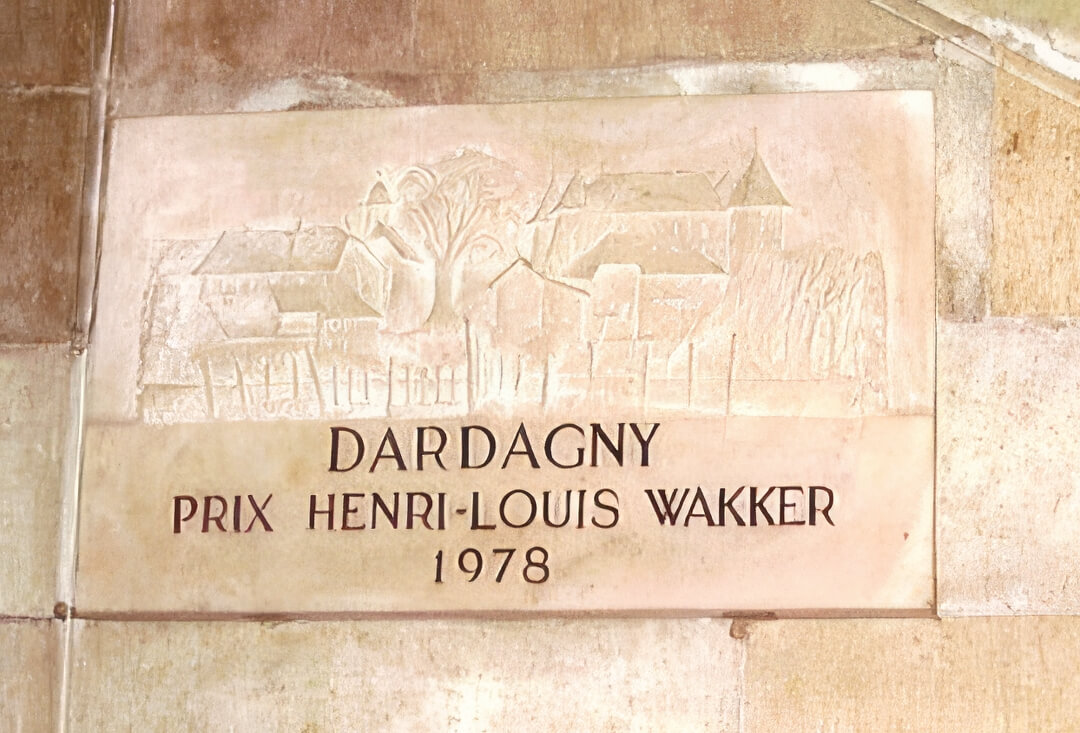 DARDAGNY
PRIX HENRI-LOUIS WAKKER
1978